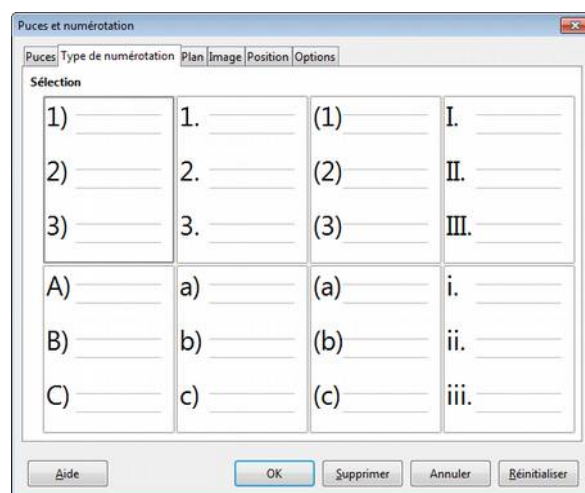 Puces et numérotation
Puces Type de numérotation Plan Image Position Options
Sélection
1) 1. (1) I.
2) 2. (2) II.
3) 3. (3) III.
A) a) (a) i.
B) b) (b) ii.
C) c) (c) iii.
Aide OK Supprimer Annuler Réinitialiser